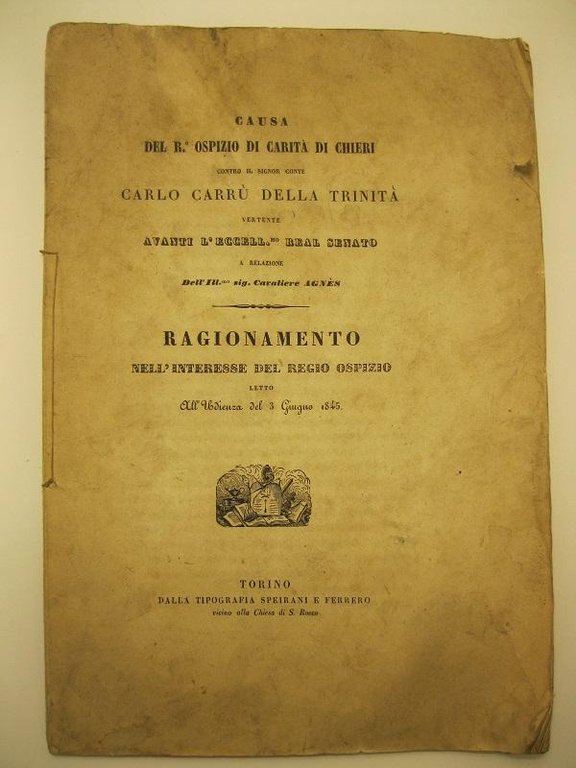 CAUSA
DEL R.º OSPIZIO DI CARITÀ DI CHIERI
CONTRO IL SIGNOR CONTE
CARLO CARRÙ DELLA TRINITÀ
VERTENTE
AVANTI L'ECCELL.mo REAL SENATO
A RELAZIONE
Dell'Ill.mo sig. Cavaliere AGNÈS
RAGIONAMENTO
NELL'INTERESSE DEL REGIO OSPIZIO
LETTO
All'Udienza del 3 Giugno 1845.
TORINO
DALLA TIPOGRAFIA SPEIRANI E FERRERO
vicino alla Chiesa di S. Rocco.